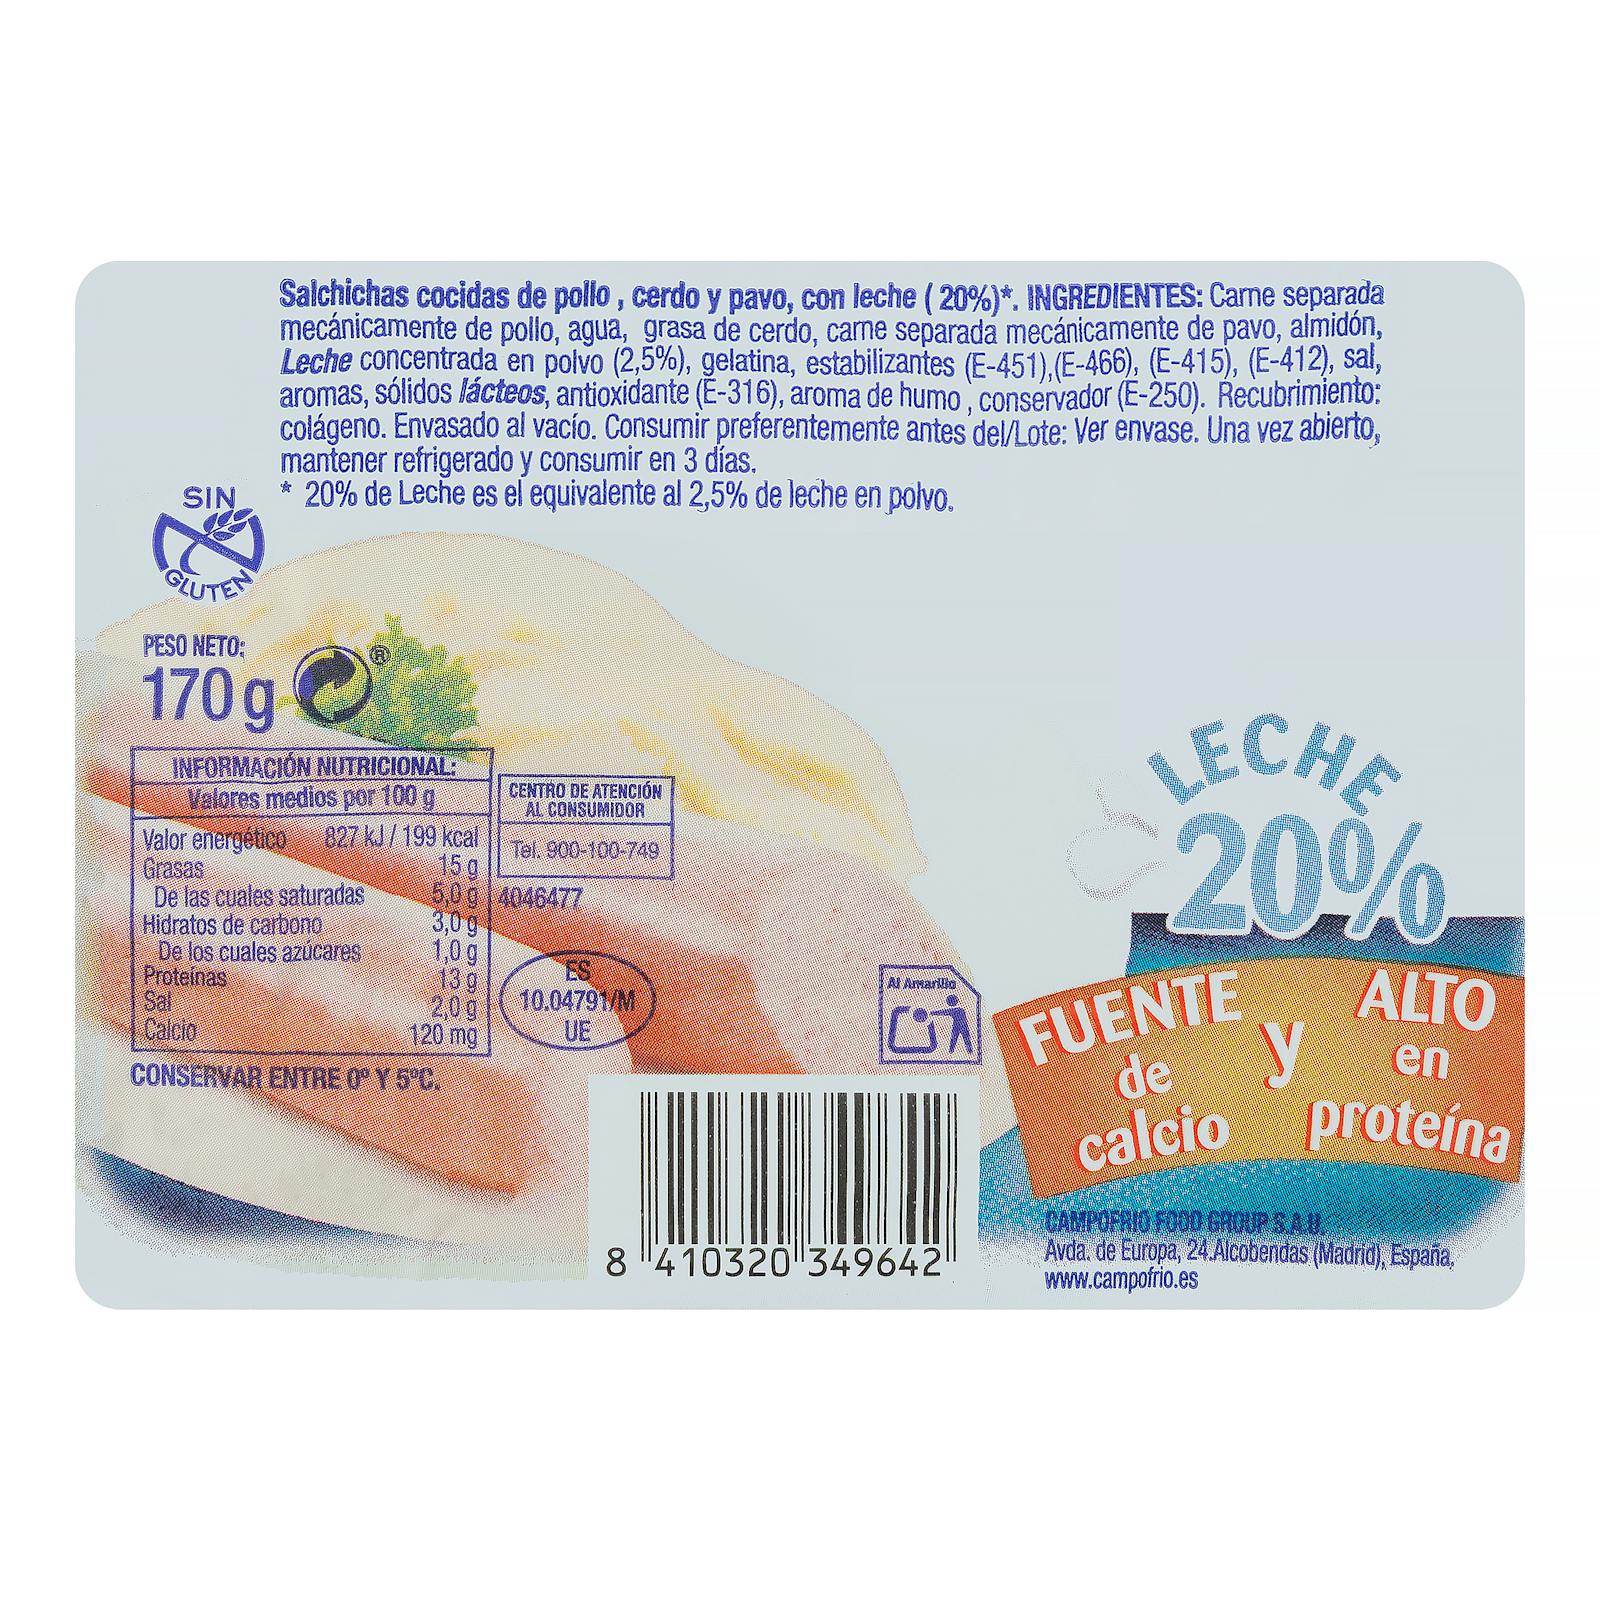 Salchichas cocidas de pollo , cerdo y pavo, con leche ( 20%)*. INGREDIENTES: Carne separada
mecánicamente de pollo, agua, grasa de cerdo, carne separada mecánicamente de pavo, almidón,
Leche concentrada en polvo (2,5%), gelatina, estabilizantes (E-451),(E-466), (E-415), (E-412), sal,
aromas, sólidos lácteos, antioxidante (E-316), aroma de humo , conservador (E-250). Recubrimiento:
colágeno. Envasado al vacío. Consumir preferentemente antes del/Lote: Ver envase. Una vez abierto,
mantener refrigerado y consumir en 3 días.
* 20% de Leche es el equivalente al 2,5% de leche en polvo.
SIN
GLUTEN
PESO NETO:
170 g
®
INFORMACIÓN NUTRICIONAL:
Valores medios por 100 g
Valor energético 827 kJ / 199 kcal
Grasas 15 g
De las cuales saturadas 5,0 g
Hidratos de carbono 3,0 g
De los cuales azúcares 1,0 g
Proteínas 13 g
Sal 2,0 g
Calcio 120 mg
CONSERVAR ENTRE 0º Y 5ºC.
CENTRO DE ATENCIÓN
AL CONSUMIDOR
Tel. 900-100-749
4046477
ES
10.04791/M
UE
Al Amarillo
8 410320 349642
LECHE
20%
FUENTE
de
calcio
y
ALTO
en
proteína
CAMPOFRIO FOOD GROUP S.A.U.
Avda. de Europa, 24.Alcobendas (Madrid), España.
www.campofrio.es